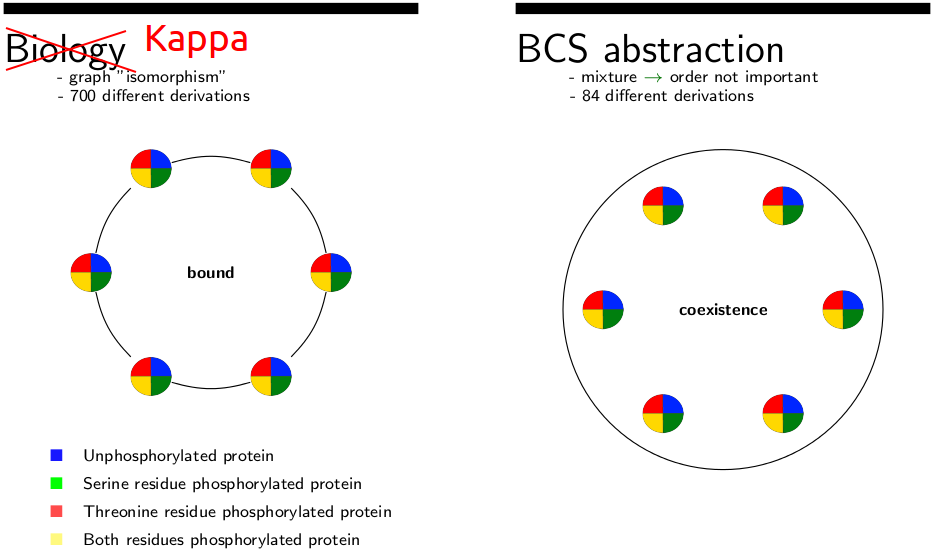 Biology Kappa
- graph "isomorphism"
- 700 different derivations
bound
Unphosphorylated protein
Serine residue phosphorylated protein
Threonine residue phosphorylated protein
Both residues phosphorylated protein
BCS abstraction
- mixture → order not important
- 84 different derivations
coexistence